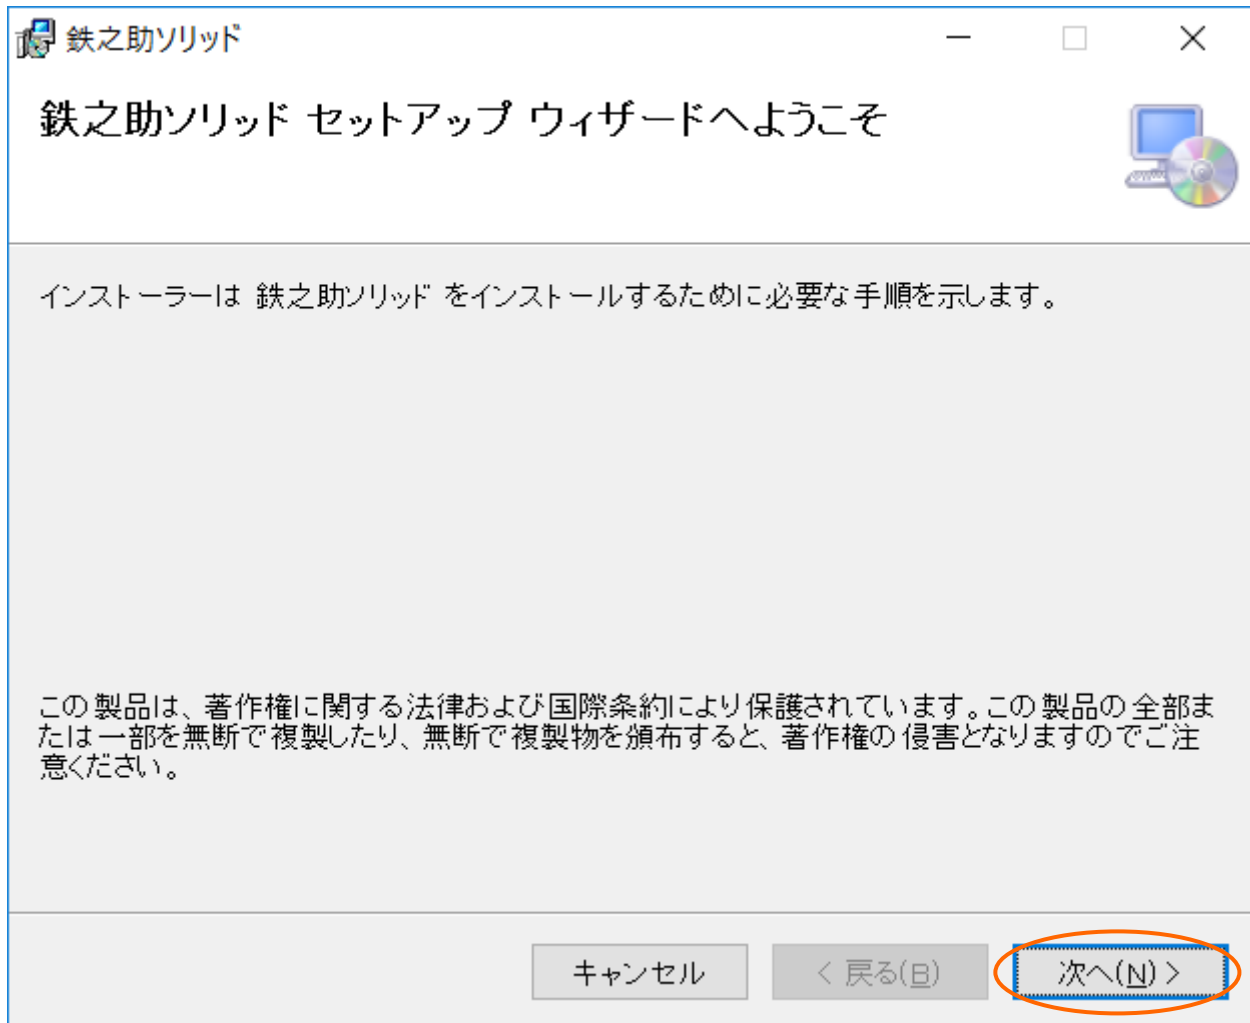 鉄之助ソリッド
鉄之助ソリッド セットアップ ウィザードへようこそ
インストーラーは 鉄之助ソリッド をインストールするために必要な手順を示します。
この製品は、著作権に関する法律および国際条約により保護されています。この製品の全部ま
たは一部を無断で複製したり、無断で複製物を頒布すると、著作権の侵害となりますのでご注
意ください。
キャンセル
< 戻る(B)
次へ(N) >